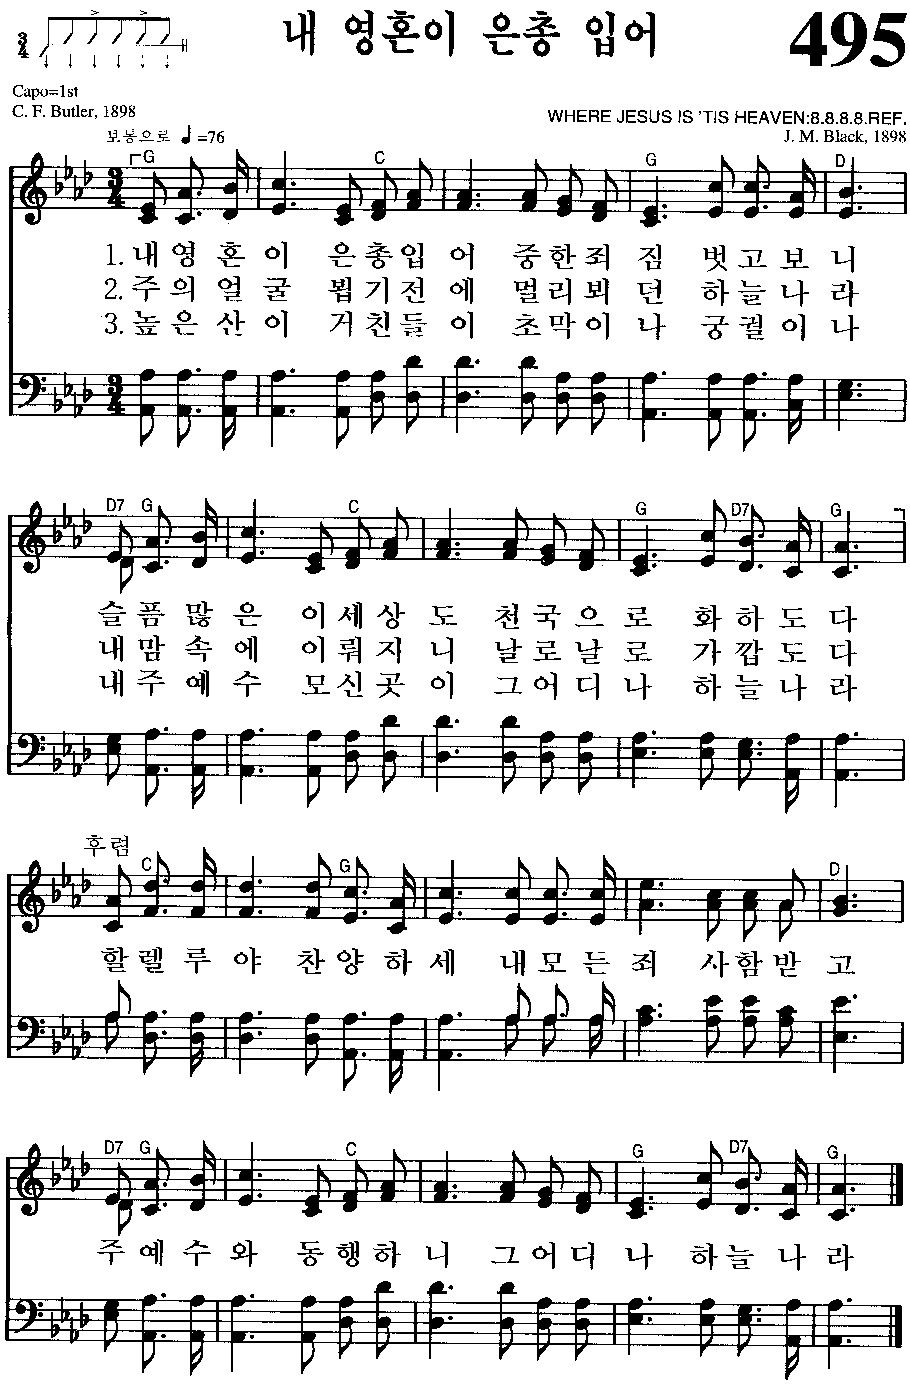 내 영혼이 은총 입어 495
3/4
Capo=1st
C. F. Butler, 1898
WHERE JESUS IS 'TIS HEAVEN:8.8.8.8.REF.
보통으로 ♩=76 J. M. Black, 1898
G C G D
1. 내 영 혼 이 은 총 입 어 중 한 죄 짐 벗 고 보 니
2. 주 의 얼 굴 뵙 기 전 에 멀 리 뵈 던 하 늘 나 라
3. 높 은 산 이 거 친 들 이 초 막 이 나 궁 궐 이 나
D7 G C G D7 G
슬 픔 많 은 이 세 상 도 천 국 으 로 화 하 도 다
내 맘 속 에 이 뤄 지 니 날 로 날 로 가 깝 도 다
내 주 예 수 모 신 곳 이 그 어 디 나 하 늘 나 라
후 렴
C G D
할 렐 루 야 찬 양 하 세 내 모 든 죄 사 함 받 고
D7 G C G D7 G
주 예 수 와 동 행 하 니 그 어 디 나 하 늘 나 라